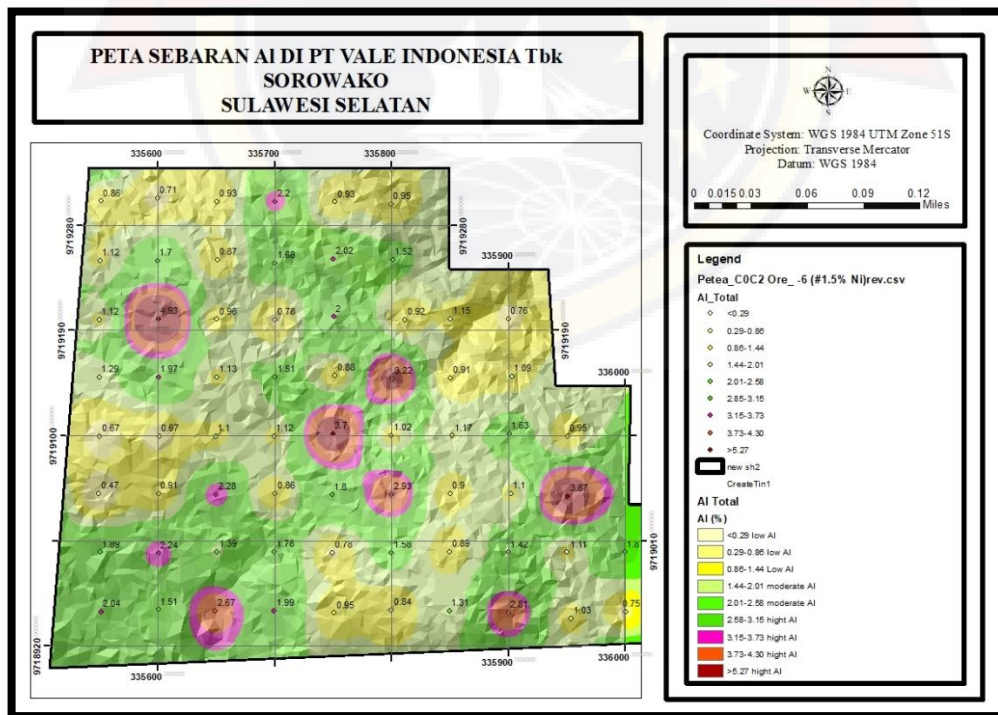 PETA SEBARAN Al DI PT VALE INDONESIA Tbk
SOROWAKO
SULAWESI SELATAN
N
W E
S
Coordinate System: WGS 1984 UTM Zone 51S
Projection: Transverse Mercator
Datum: WGS 1984
0 0.015 0.03 0.06 0.09 0.12
Miles
335600 335700 335800
0.86 0.71 0.93 2.2 0.93 0.95
9719280 9719280
1.12 1.7 0.87 1.68 2.02 1.52
335900
1.12 4.93 0.96 0.78 2 0.92 1.15 0.76
9719190 9719190
1.29 1.97 1.13 1.51 0.88 3.22 0.91 1.09
336000
0.67 0.67 1.1 1.12 3.7 1.02 1.17 1.63 0.95
9719100
0.47 0.91 2.28 0.86 1.8 2.93 0.9 1.1 3.87
1.89 2.24 1.39 1.78 0.78 1.58 0.89 1.42 1.11 1.8
9719010
2.04 1.51 2.67 1.99 0.95 0.84 1.31 2.81 1.03 0.75
9718920
335600 335900 336000
Legend
Petea_C0C2 Ore_ -6 (#1.5% Ni)rev.csv
Al_Total
<0.29
0.29-0.86
0.86-1.44
1.44-2.01
2.01-2.58
2.85-3.15
3.15-3.73
3.73-4.30
>5.27
new sh2
CreateTin1
Al Total
Al (%)
<0.29 low Al
0.29-0.86 low Al
0.86-1.44 Low Al
1.44-2.01 moderate Al
2.01-2.58 moderate Al
2.58-3.15 hight Al
3.15-3.73 hight Al
3.73-4.30 hight Al
>5.27 hight Al